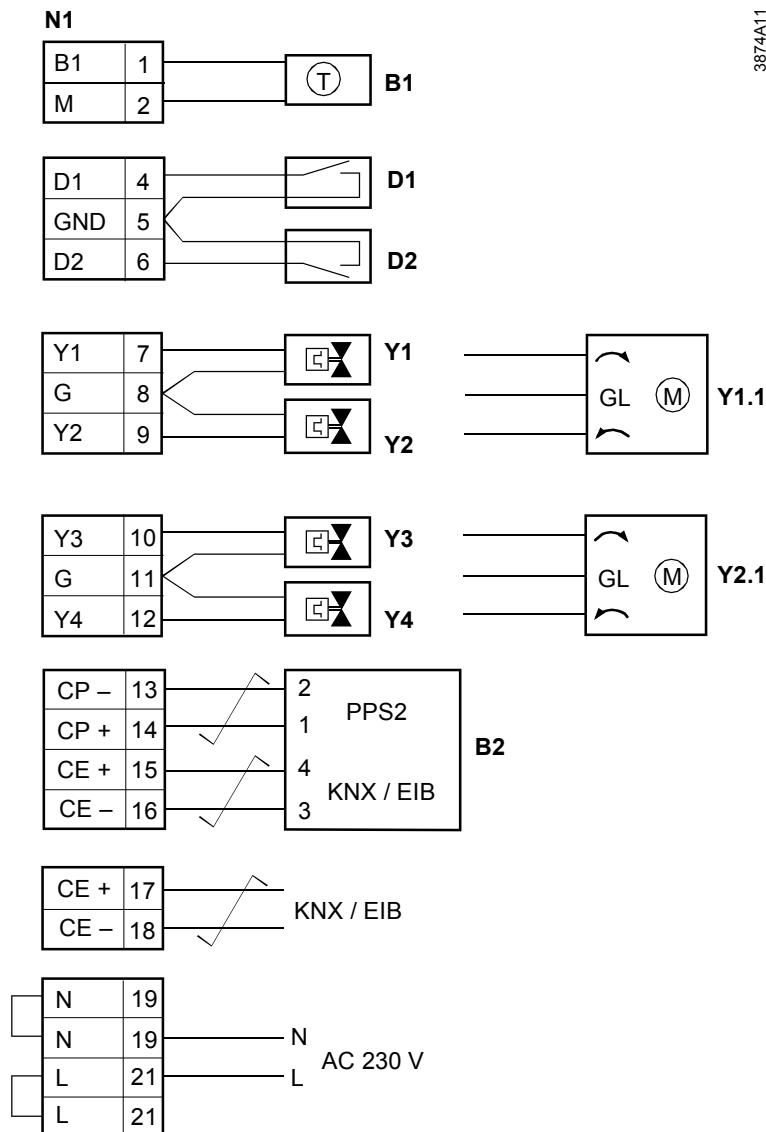 N1
3874A11
B1 1 T B1
M 2
D1 4 D1
GND 5
D2 6 D2
Y1 7 Y1
G 8 GL M Y1.1
Y2 9 Y2
Y3 10 Y3
G 11 GL M Y2.1
Y4 12 Y4
CP – 13 2 PPS2
CP + 14 1
B2
CE + 15 4
KNX / EIB
CE – 16 3
CE + 17
KNX / EIB
CE – 18
N 19
N 19 N
AC 230 V
L 21 L
L 21